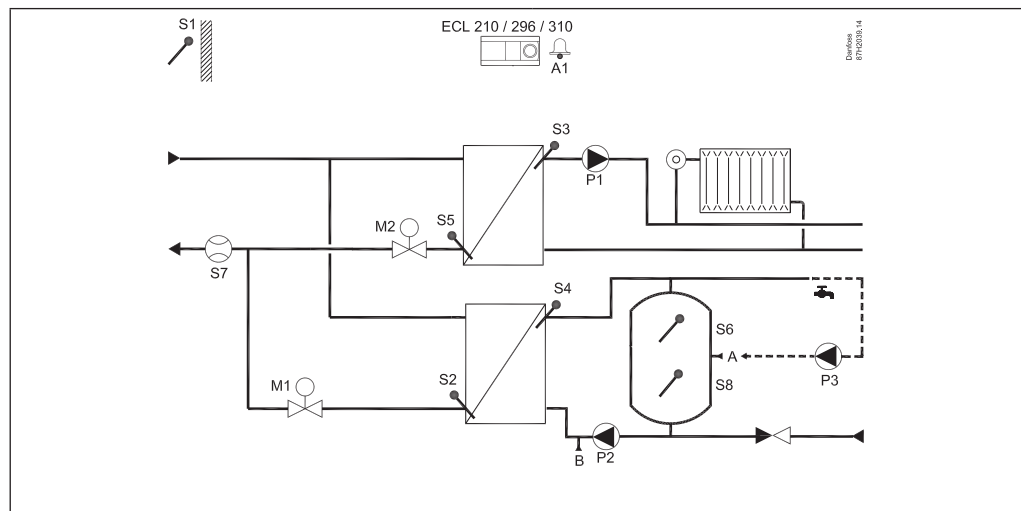 S1
ECL 210 / 296 / 310
A1
Danfoss
87H2039.14
S3
P1
M2
S5
S7
S4
S6
A
S8
P3
M1
S2
B
P2